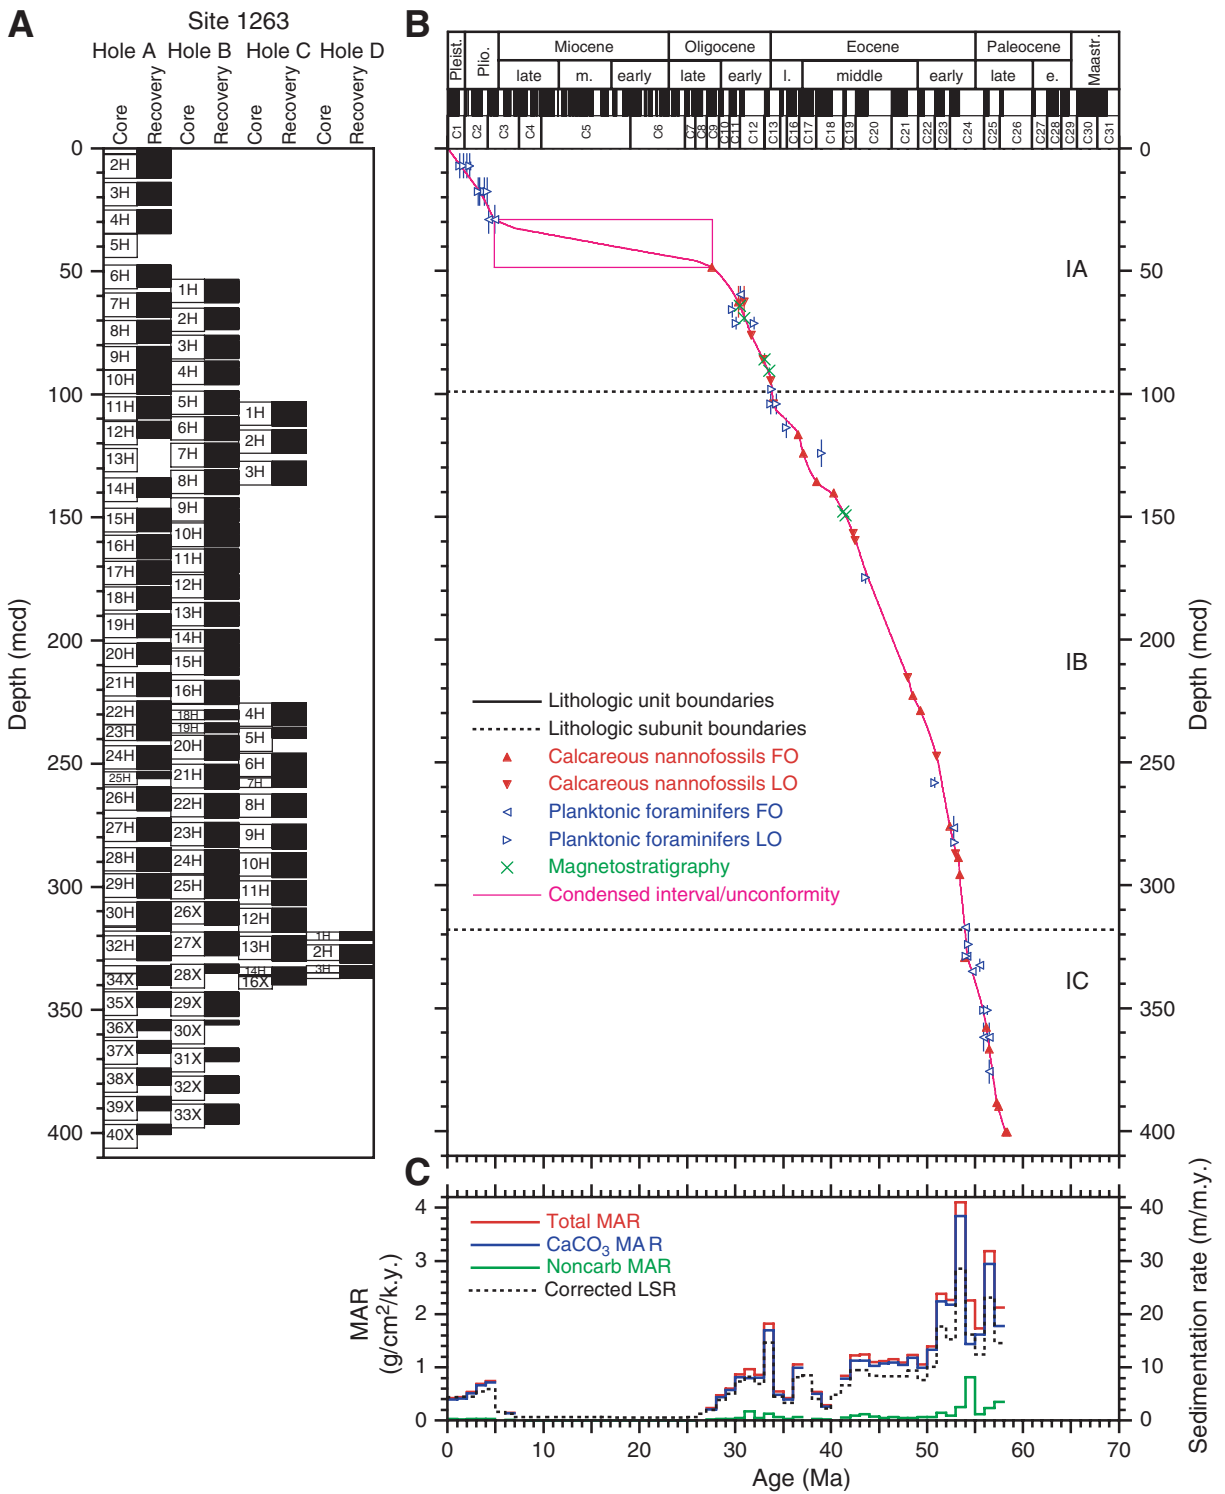 A
Site 1263
Hole A Hole B Hole C Hole D
Core Recovery Core Recovery Core Recovery Core Recovery
Depth (mcd)
0
50
100
150
200
250
300
350
400
2H
3H
4H
5H
6H
7H
8H
9H
10H
11H
12H
13H
14H
15H
16H
17H
18H
19H
20H
21H
22H
23H
24H
25H
26H
27H
28H
29H
30H
32H
34X
35X
36X
37X
38X
39X
40X
1H
2H
3H
4H
5H
6H
7H
8H
9H
10H
11H
12H
13H
14H
15H
16H
18H
19H
20H
21H
22H
23H
24H
25H
26X
27X
28X
29X
30X
31X
32X
33X
1H
2H
3H
4H
5H
6H
7H
8H
9H
10H
11H
12H
13H
14H
16X
1H
2H
3H
B
Pleist. Plio. Miocene Oligocene Eocene Paleocene Maastr.
late m. early late early l. middle early late e.
C1 C2 C3 C4 C5 C6 C7 C8 C9 C10 C11 C12 C13 C16 C17 C18 C19 C20 C21 C22 C23 C24 C25 C26 C27 C28 C29 C30 C31
0
50
100
150
200
250
300
350
400
Depth (mcd)
IA
IB
IC
Lithologic unit boundaries
Lithologic subunit boundaries
Calcareous nannofossils FO
Calcareous nannofossils LO
Planktonic foraminifers FO
Planktonic foraminifers LO
Magnetostratigraphy
Condensed interval/unconformity
C
MAR
(g/cm²/k.y.)
4
3
2
1
0
Total MAR
CaCO₃ MAR
Noncarb MAR
Corrected LSR
40
30
20
10
0
Sedimentation rate (m/m.y.)
0 10 20 30 40 50 60 70
Age (Ma)